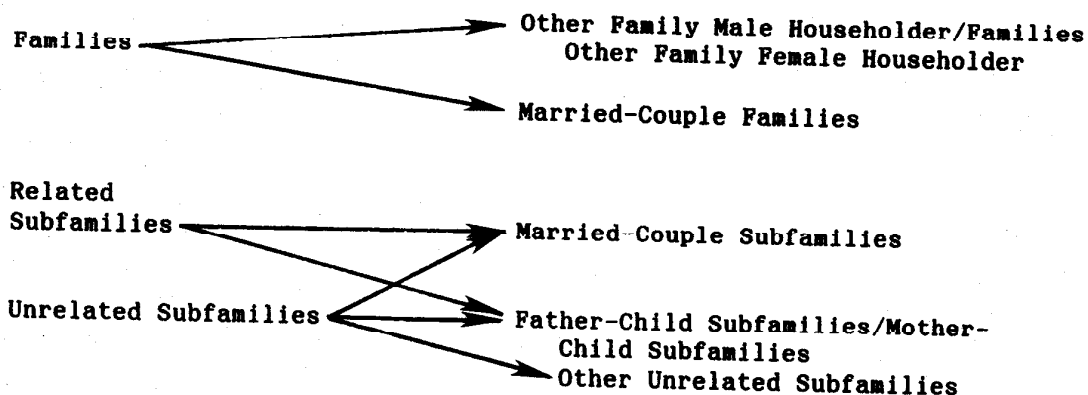 Families
Other Family Male Householder/Families
Other Family Female Householder
Married-Couple Families
Related
Subfamilies
Married-Couple Subfamilies
Unrelated Subfamilies
Father-Child Subfamilies/Mother-
Child Subfamilies
Other Unrelated Subfamilies